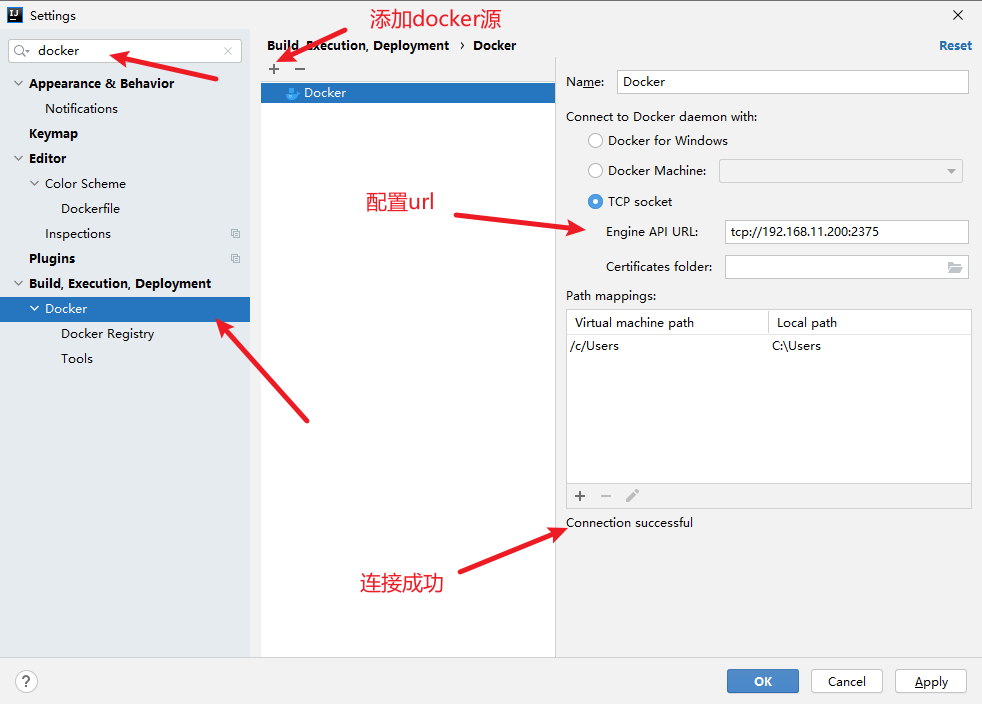 Settings
添加docker源
docker
Build, Execution, Deployment › Docker
Reset
Appearance & Behavior
Notifications
Keymap
Editor
Color Scheme
Dockerfile
Inspections
Plugins
Build, Execution, Deployment
Docker
Docker Registry
Tools
Docker
Name: Docker
Connect to Docker daemon with:
Docker for Windows
Docker Machine:
TCP socket
配置url
Engine API URL: tcp://192.168.11.200:2375
Certificates folder:
Path mappings:
Virtual machine path Local path
/c/Users C:\Users
Connection successful
连接成功
?
OK Cancel Apply